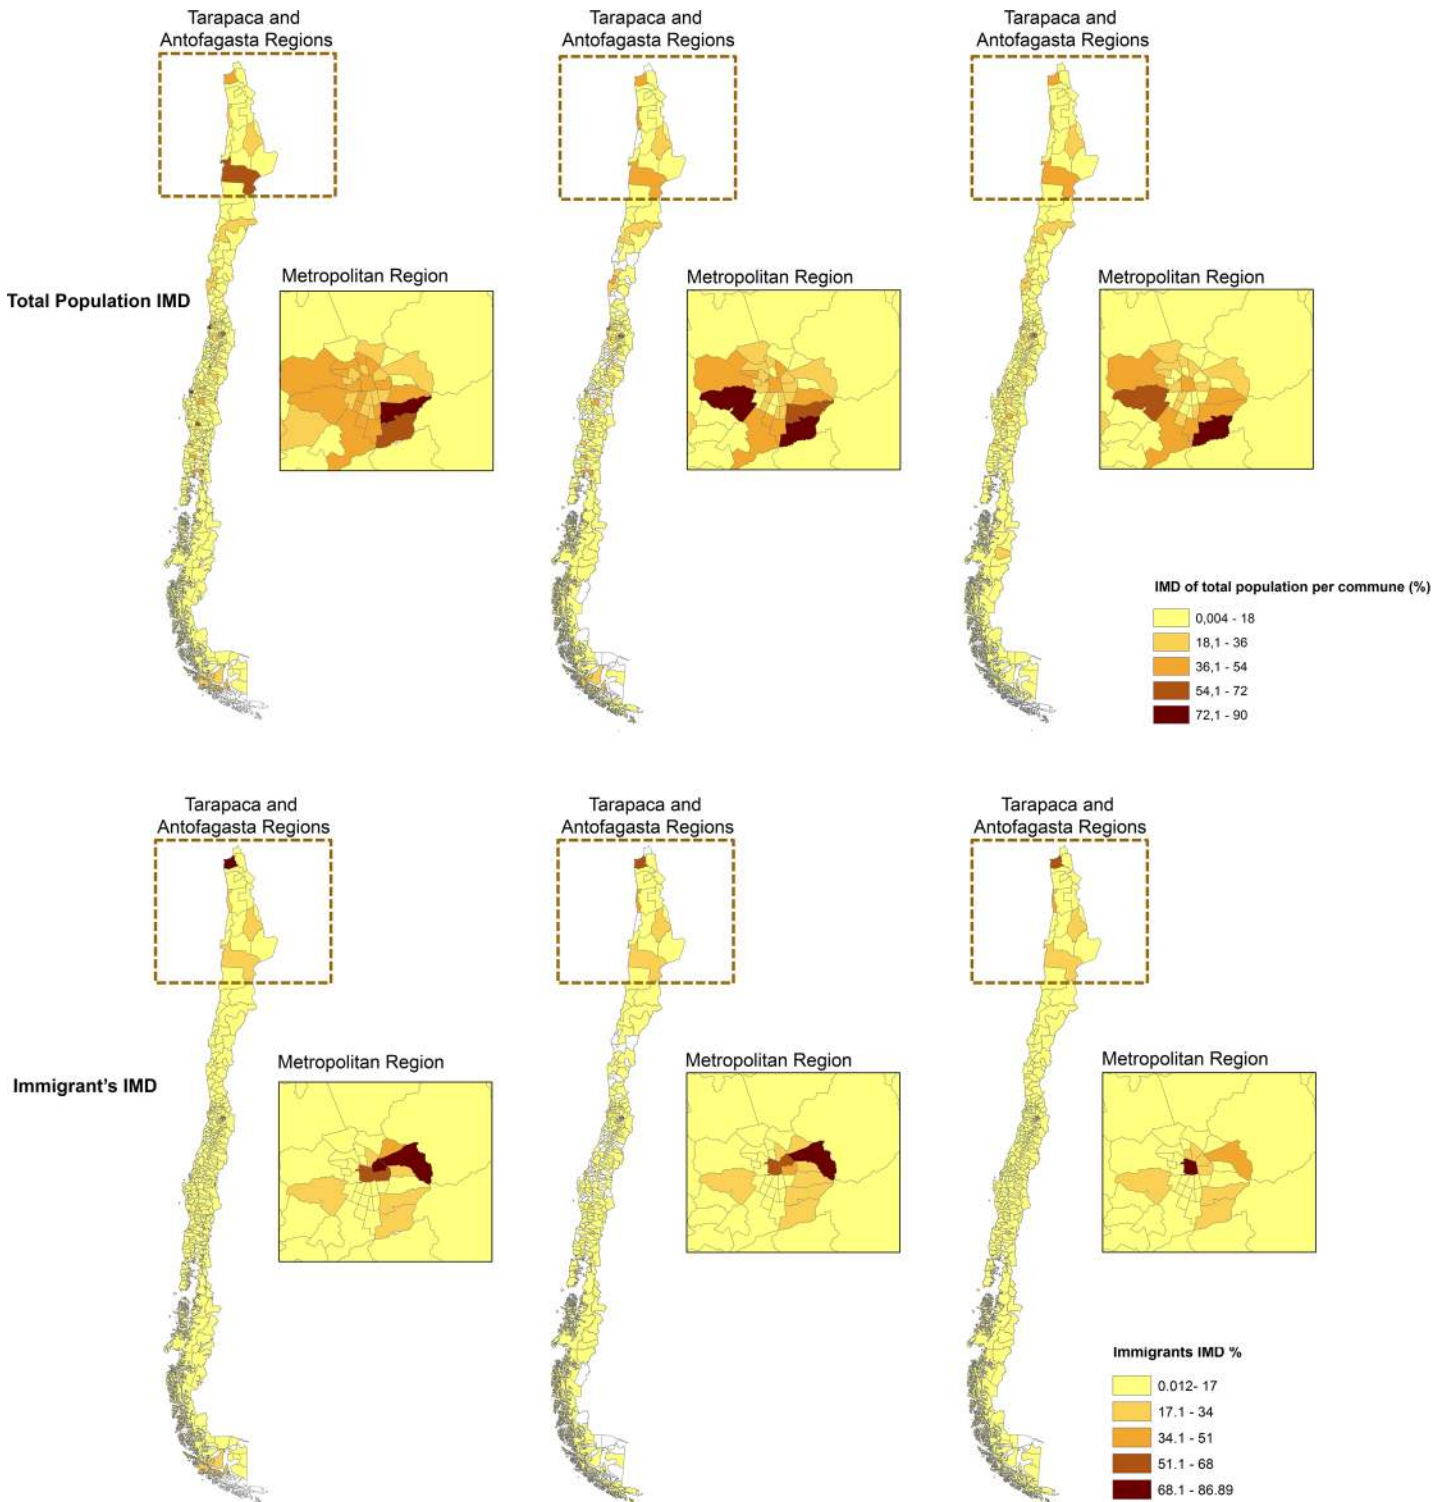 Tarapaca and
Antofagasta Regions
Tarapaca and
Antofagasta Regions
Tarapaca and
Antofagasta Regions
Metropolitan Region
Metropolitan Region
Metropolitan Region
Total Population IMD
IMD of total population per commune (%)
0,004 - 18
18,1 - 36
36,1 - 54
54,1 - 72
72,1 - 90
Tarapaca and
Antofagasta Regions
Tarapaca and
Antofagasta Regions
Tarapaca and
Antofagasta Regions
Metropolitan Region
Metropolitan Region
Metropolitan Region
Immigrant's IMD
Immigrants IMD %
0.012- 17
17.1 - 34
34.1 - 51
51.1 - 68
68.1 - 86.89